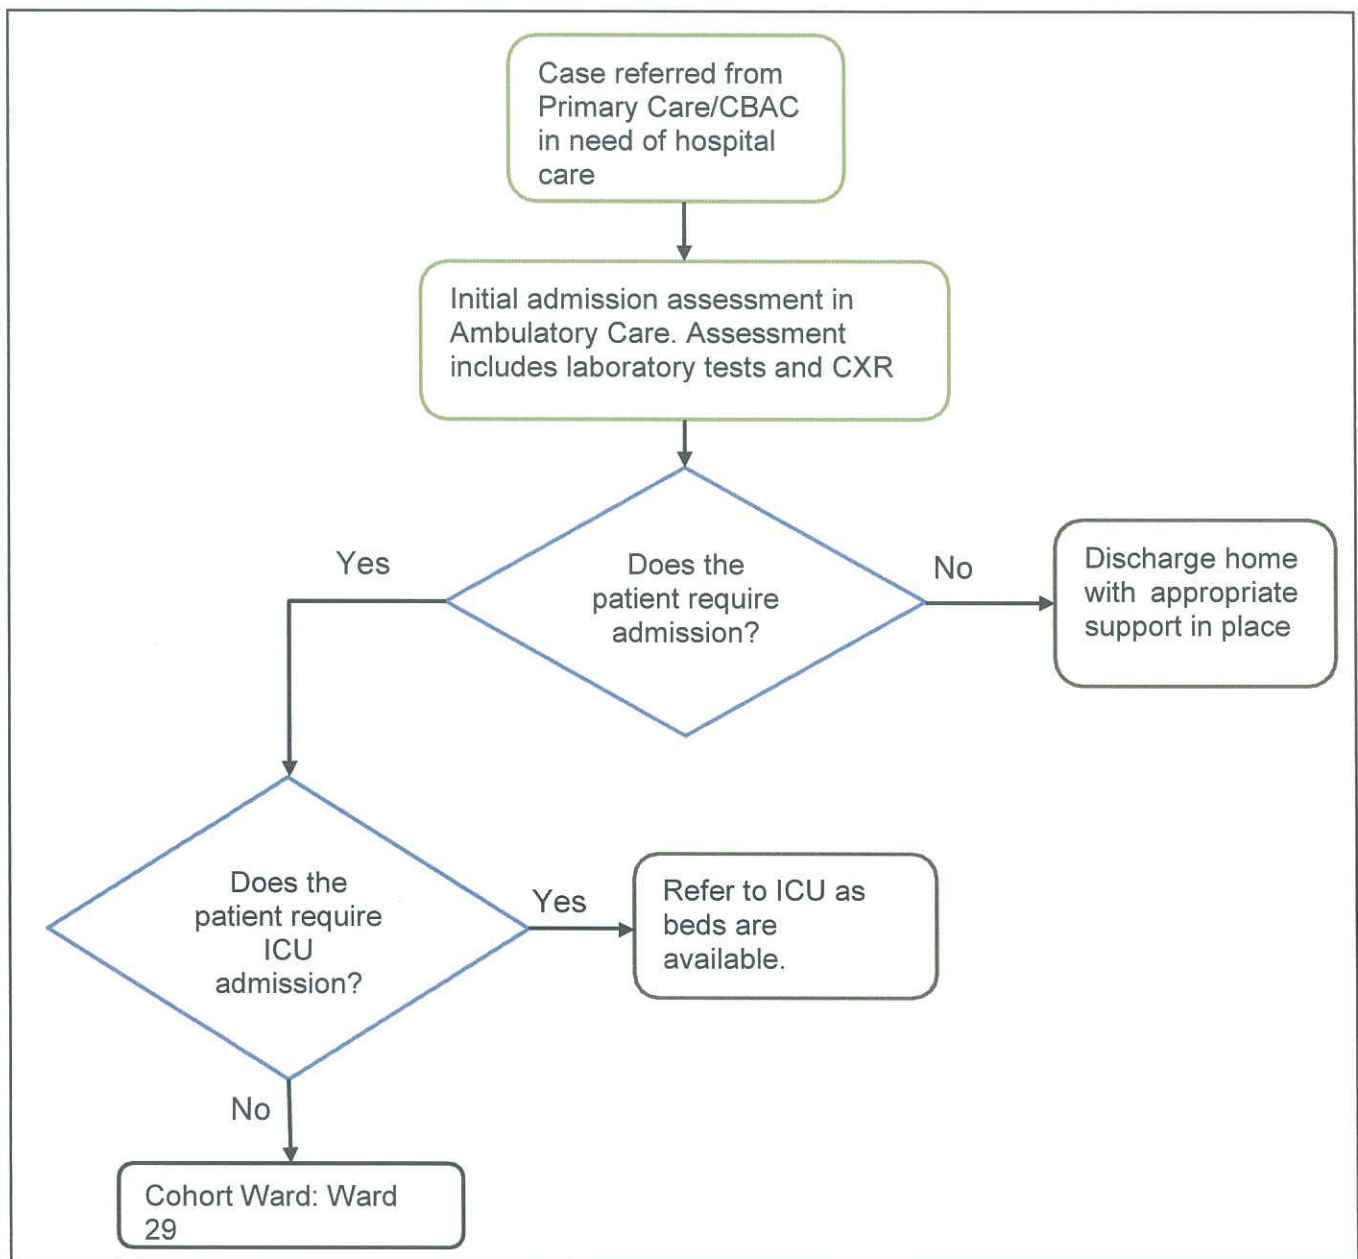 Case referred from
Primary Care/CBAC
in need of hospital
care
Initial admission assessment in
Ambulatory Care. Assessment
includes laboratory tests and CXR
Yes
Does the
patient require
admission?
No
Discharge home
with appropriate
support in place
Does the
patient require
ICU
admission?
Yes
Refer to ICU as
beds are
available.
No
Cohort Ward: Ward
29